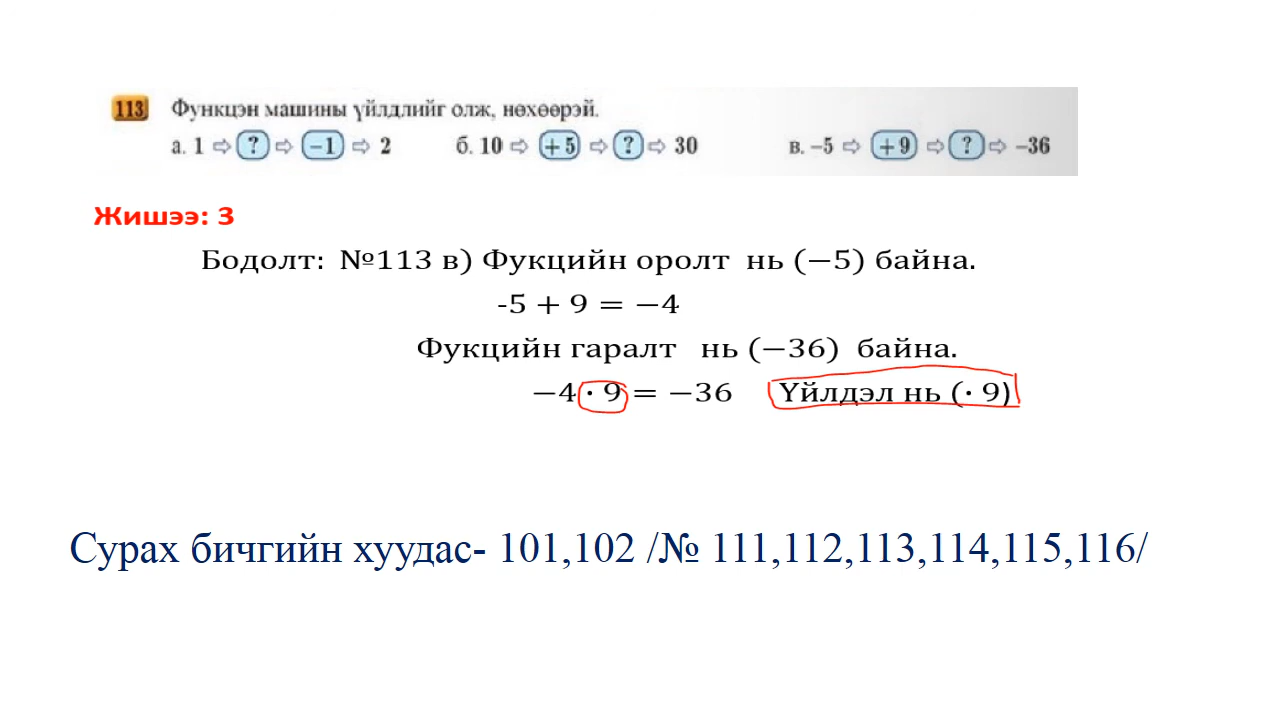 113 Функцэн машины үйлдлийг олж, нөхөөрэй.
а. 1 ⇨ ? ⇨ −1 ⇨ 2 б. 10 ⇨ +5 ⇨ ? ⇨ 30 в. −5 ⇨ +9 ⇨ ? ⇨ −36
Жишээ: 3
Бодолт: №113 в) Фукцийн оролт нь (−5) байна.
-5 + 9 = −4
Фукцийн гаралт нь (−36) байна.
−4 · 9 = −36 Үйлдэл нь (· 9)
Сурах бичгийн хуудас- 101,102 /№ 111,112,113,114,115,116/